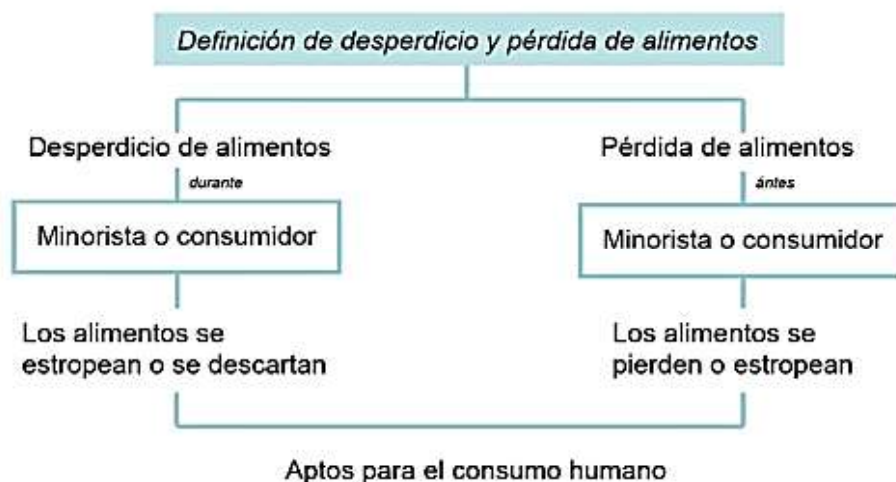 Definición de desperdicio y pérdida de alimentos
Desperdicio de alimentos
Pérdida de alimentos
durante
ántes
Minorista o consumidor
Minorista o consumidor
Los alimentos se
estropean o se descartan
Los alimentos se
pierden o estropean
Aptos para el consumo humano